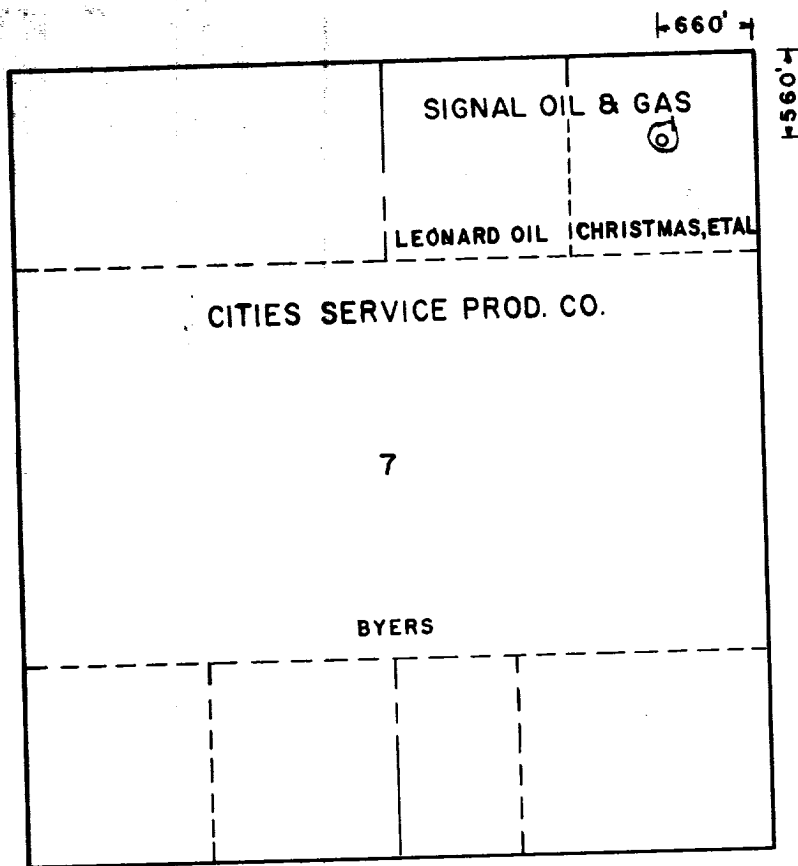 660'
560'
SIGNAL OIL & GAS
LEONARD OIL CHRISTMAS, ETAL
CITIES SERVICE PROD. CO.
7
BYERS